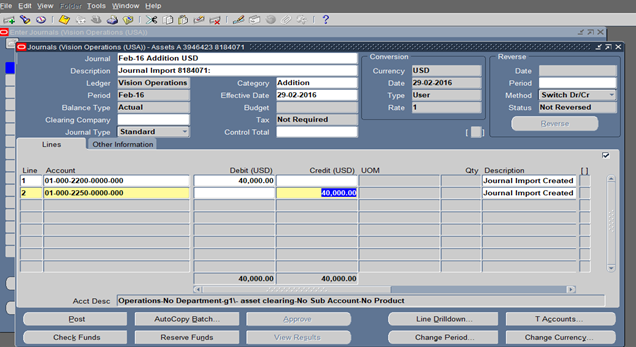 File Edit View Folder Tools Window Help
Enter Journals (Vision Operations (USA))
Journals (Vision Operations (USA)) - Assets A 3946423 8184071)
Journal Feb-16 Addition USD
Description Journal Import 8184071:
Ledger Vision Operations
Category Addition
Period Feb-16
Effective Date 29-02-2016
Balance Type Actual
Budget
Clearing Company
Tax Not Required
Journal Type Standard
Control Total
Conversion
Currency USD
Date 29-02-2016
Type User
Rate 1
[ ]
Reverse
Date
Period
Method Switch Dr/Cr
Status Not Reversed
Reverse
Lines Other Information
Line Account Debit (USD) Credit (USD) UOM Qty Description [ ]
1 01-000-2200-0000-000 40,000.00 Journal Import Created
2 01-000-2250-0000-000 40,000.00 Journal Import Created
40,000.00 40,000.00
Acct Desc Operations-No Department-g1\- asset clearing-No Sub Account-No Product
Post AutoCopy Batch... Approve Line Drilldown... T Accounts...
Check Funds Reserve Funds View Results Change Period... Change Currency...